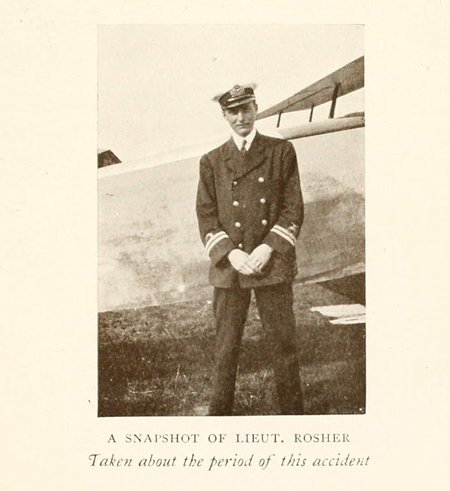 A SNAPSHOT OF LIEUT. ROSHER
Taken about the period of this accident